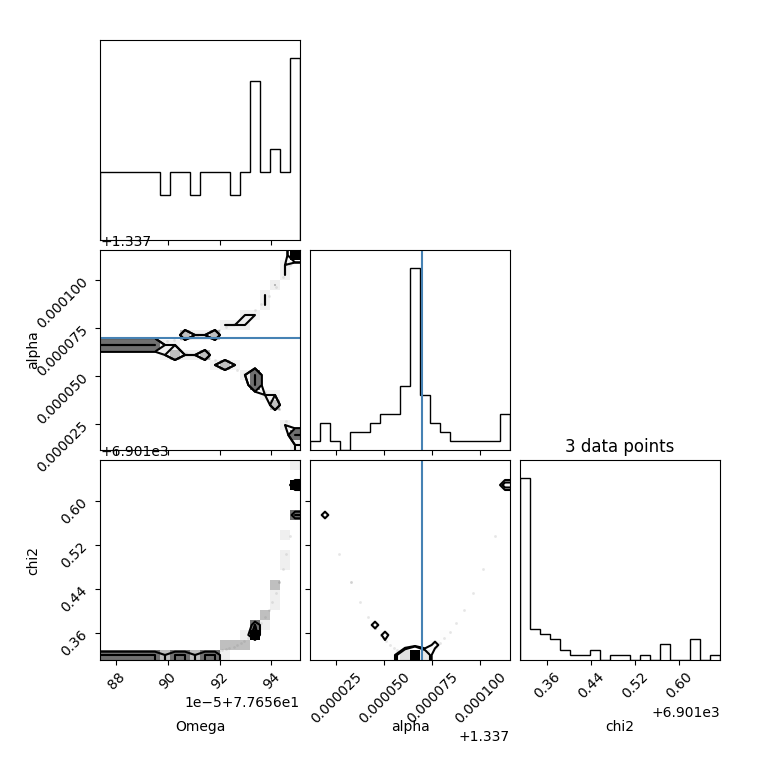 +1.337
alpha
0.000100
0.000075
0.000050
0.000025
+6.901e3
3 data points
chi2
0.60
0.52
0.44
0.36
88
90
92
94
1e-5+7.7656e1
Omega
0.000025
0.000050
0.000075
0.000100
alpha
+1.337
0.36
0.44
0.52
0.60
+6.901e3
chi2